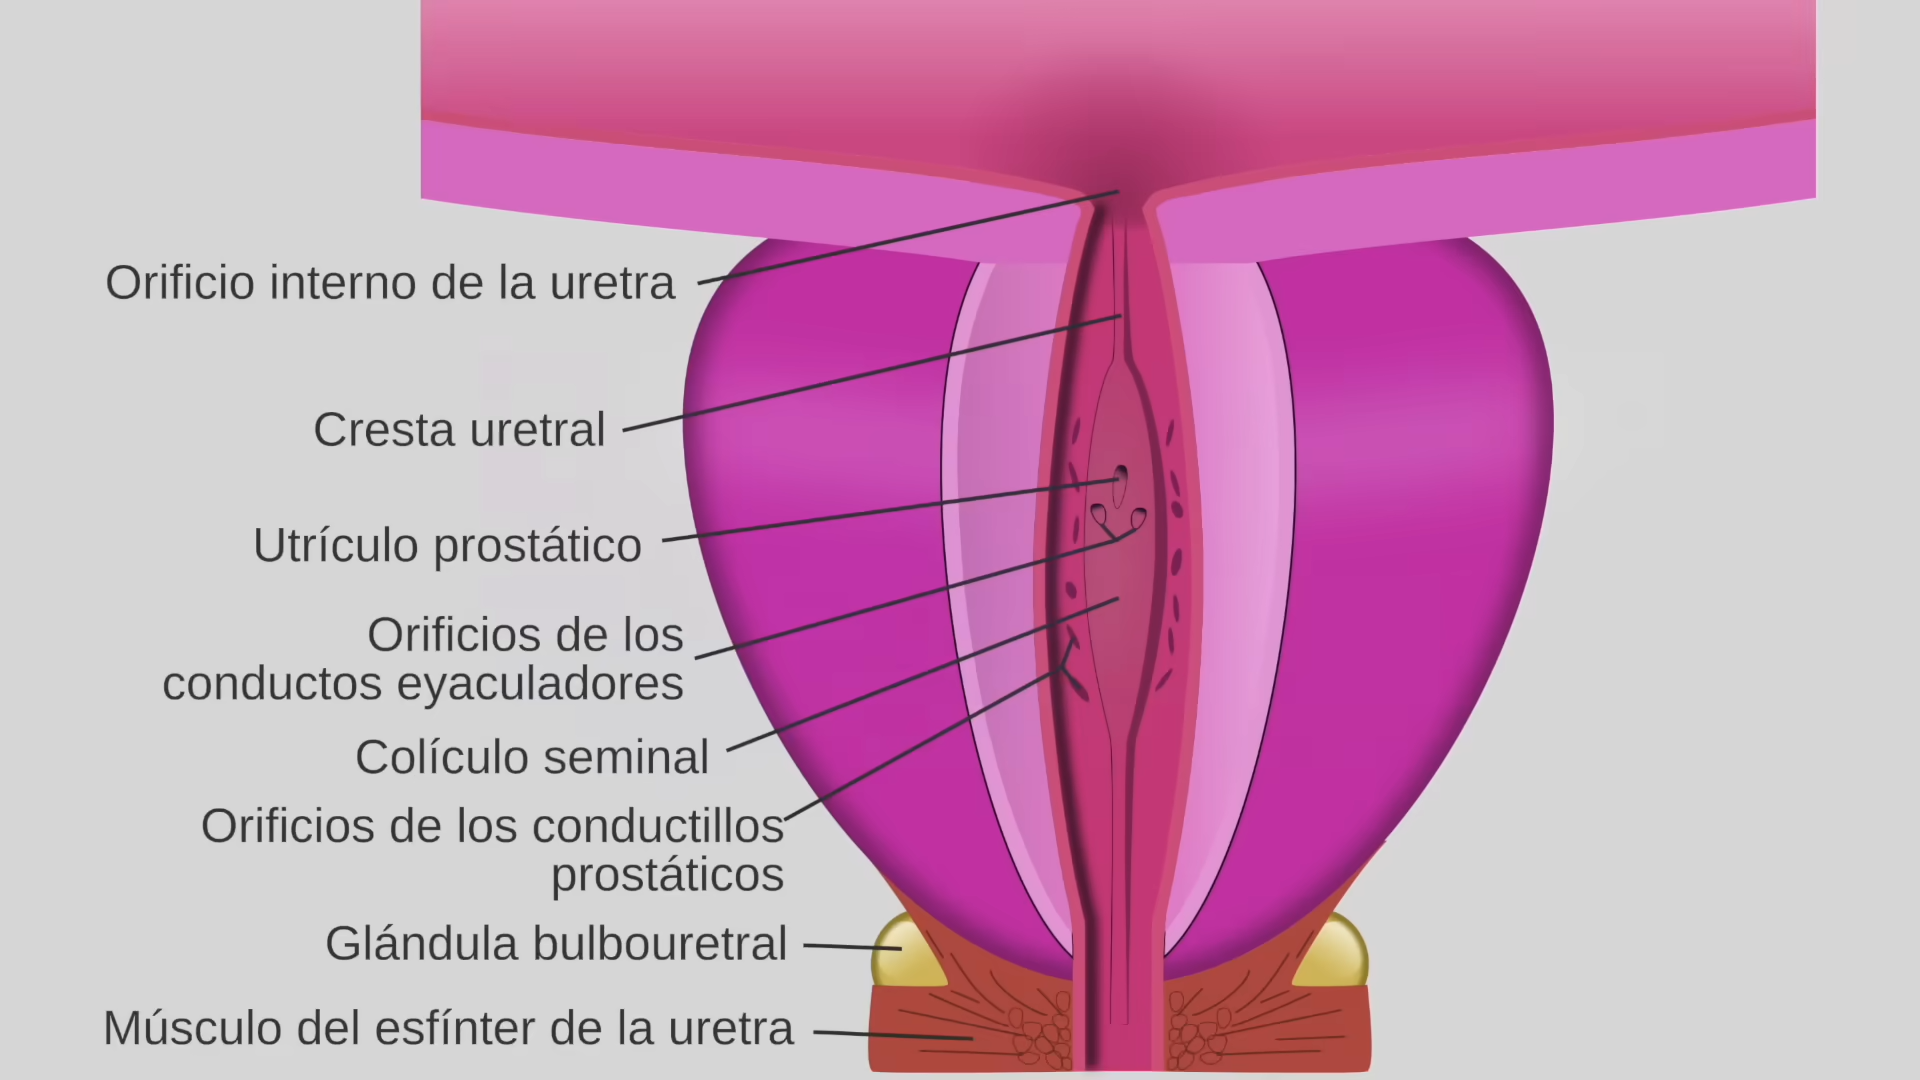 Orificio interno de la uretra
Cresta uretral
Utrículo prostático
Orificios de los
conductos eyaculadores
Colículo seminal
Orificios de los conductillos
prostáticos
Glándula bulbouretral
Músculo del esfínter de la uretra